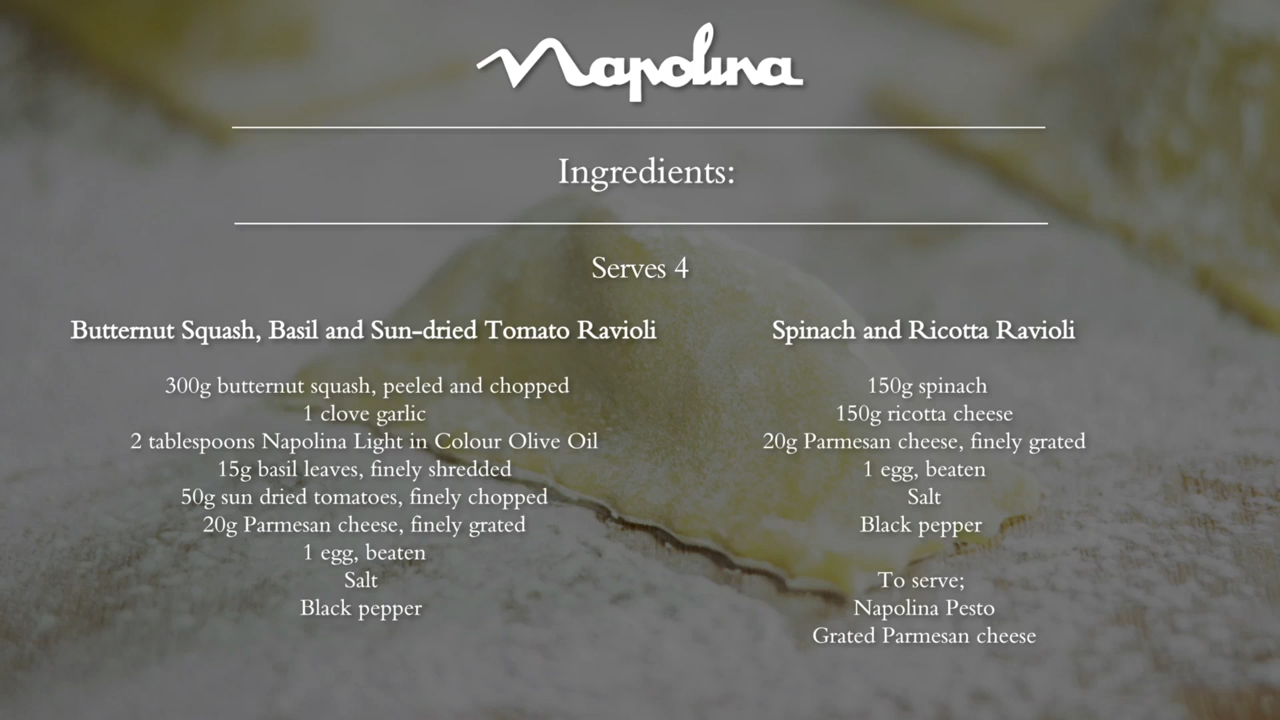 Napolina
Ingredients:
Serves 4
Butternut Squash, Basil and Sun-dried Tomato Ravioli
300g butternut squash, peeled and chopped
1 clove garlic
2 tablespoons Napolina Light in Colour Olive Oil
15g basil leaves, finely shredded
50g sun dried tomatoes, finely chopped
20g Parmesan cheese, finely grated
1 egg, beaten
Salt
Black pepper
Spinach and Ricotta Ravioli
150g spinach
150g ricotta cheese
20g Parmesan cheese, finely grated
1 egg, beaten
Salt
Black pepper
To serve;
Napolina Pesto
Grated Parmesan cheese